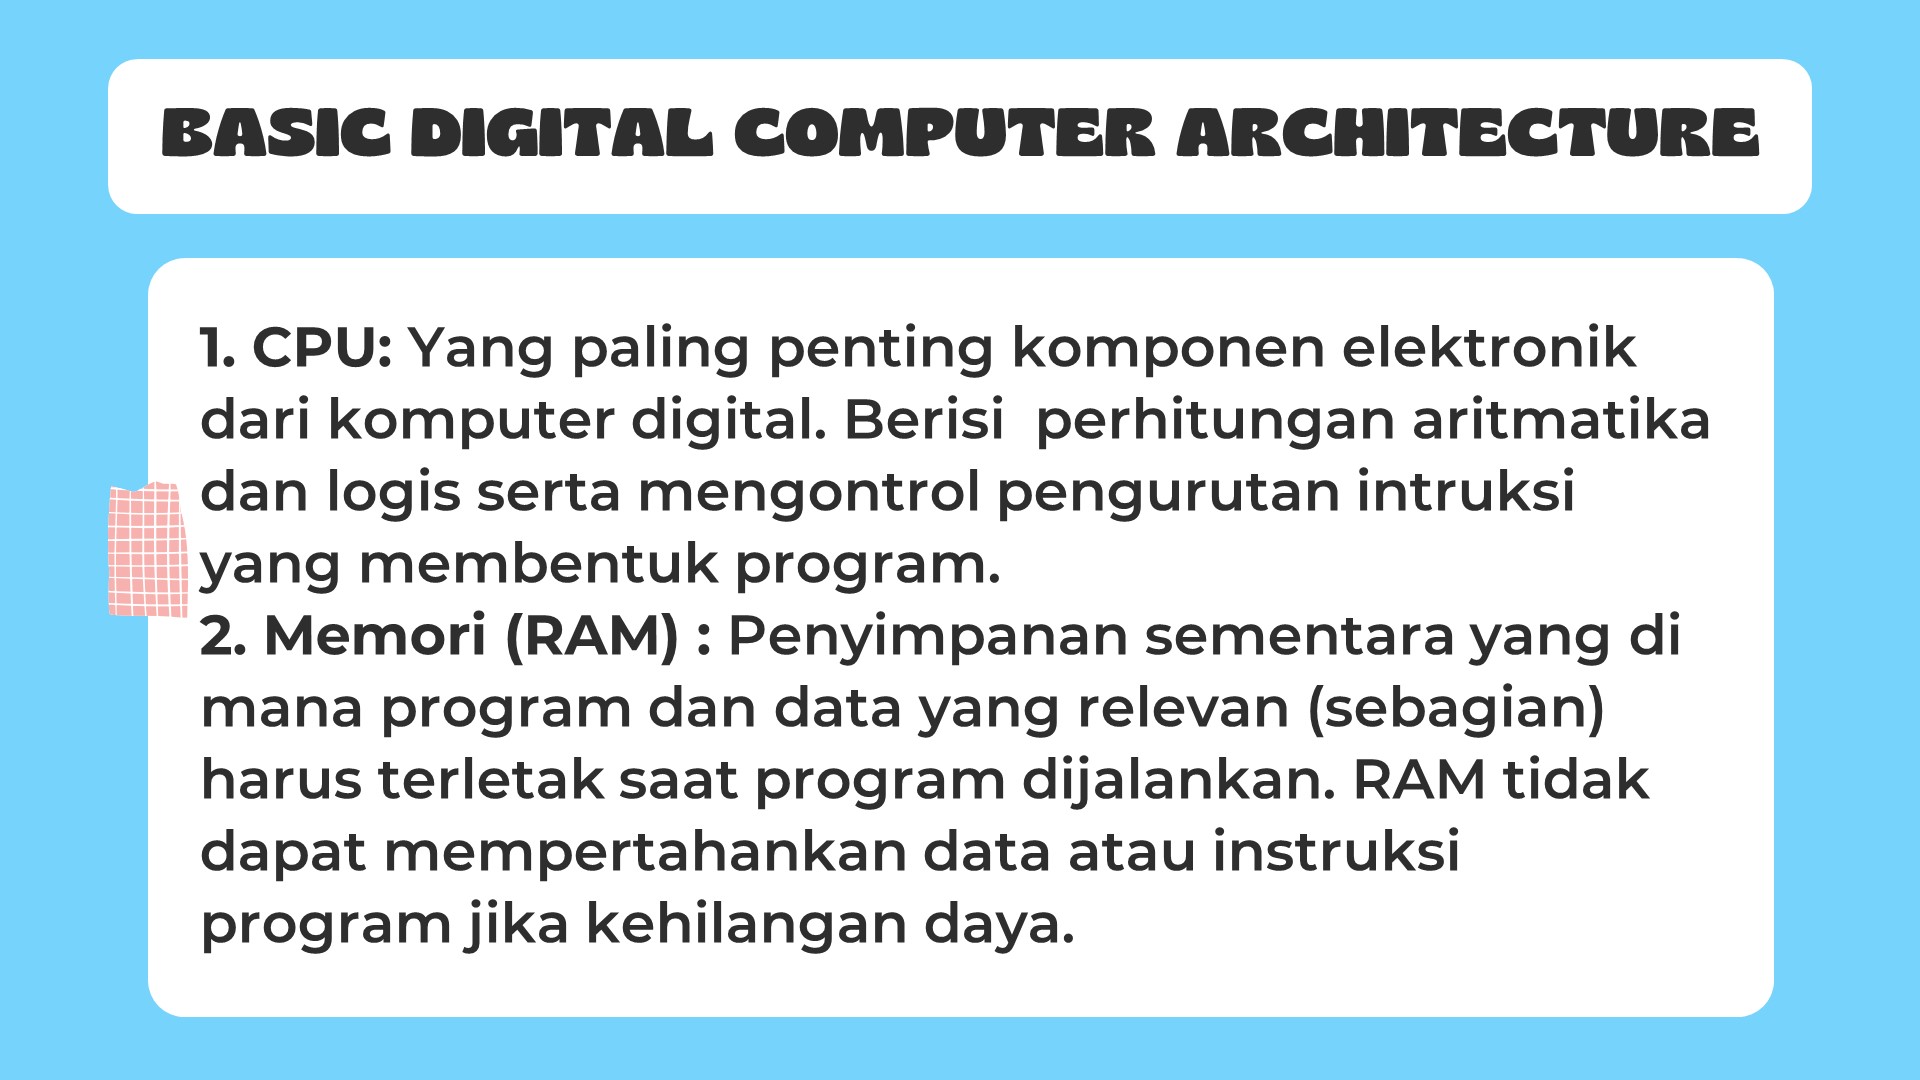 BASIC DIGITAL COMPUTER ARCHITECTURE
1. CPU: Yang paling penting komponen elektronik
dari komputer digital. Berisi  perhitungan aritmatika
dan logis serta mengontrol pengurutan intruksi
yang membentuk program.
2. Memori (RAM) : Penyimpanan sementara yang di
mana program dan data yang relevan (sebagian)
harus terletak saat program dijalankan. RAM tidak
dapat mempertahankan data atau instruksi
program jika kehilangan daya.